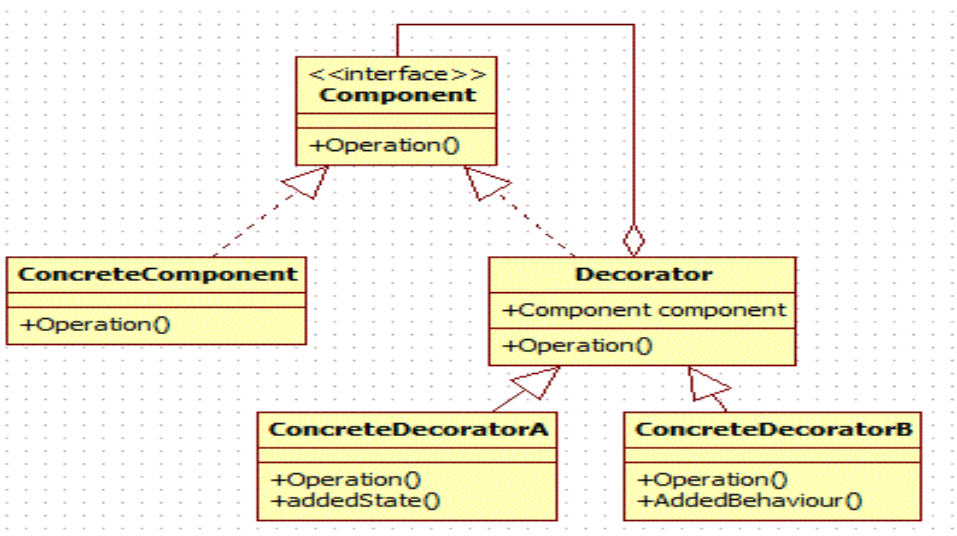 <<interface>>
Component
+Operation()
ConcreteComponent
+Operation()
Decorator
+Component component
+Operation()
ConcreteDecoratorA
+Operation()
+addedState()
ConcreteDecoratorB
+Operation()
+AddedBehaviour()